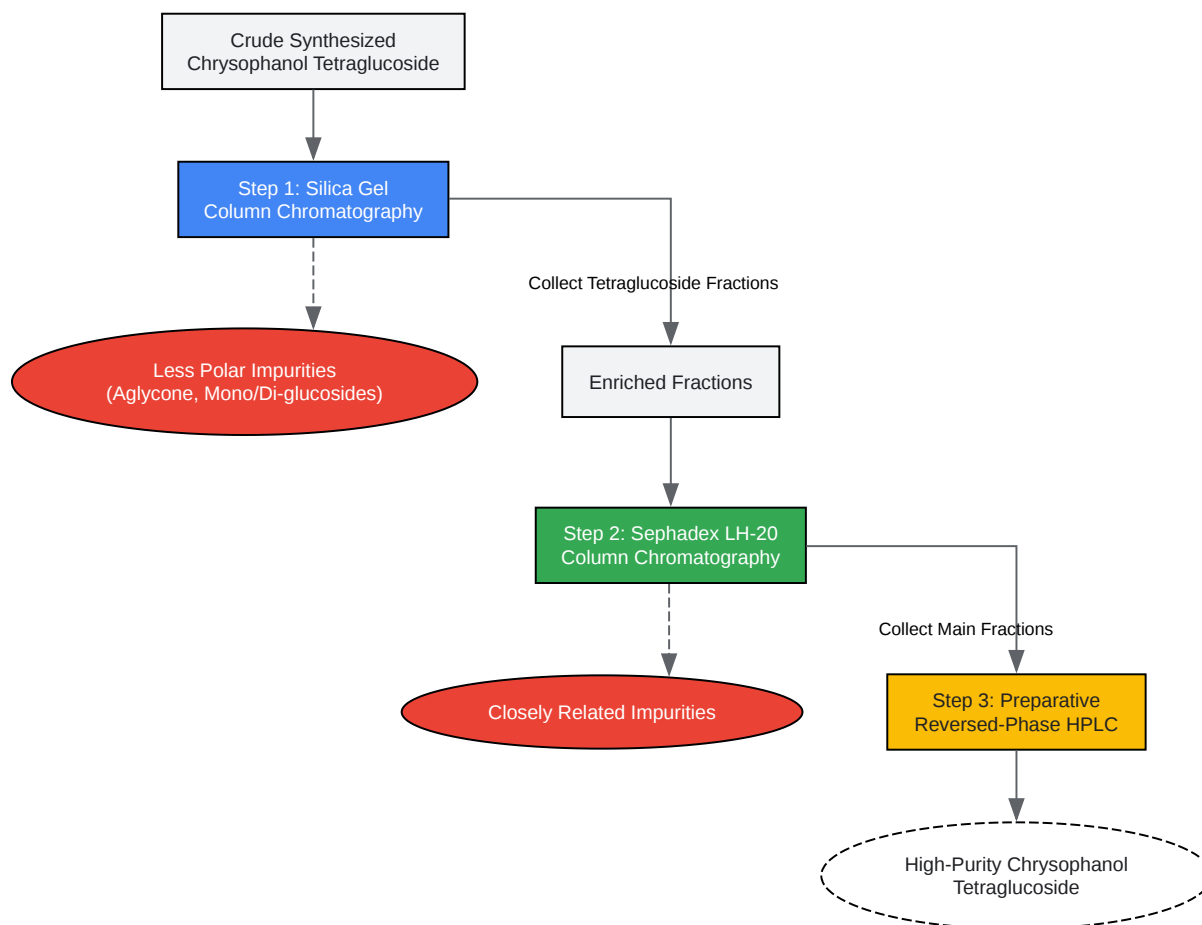 Crude Synthesized
Chrysophanol Tetraglucoside
Step 1: Silica Gel
Column Chromatography
Collect Tetraglucoside Fractions
Less Polar Impurities
(Aglycone, Mono/Di-glucosides)
Enriched Fractions
Step 2: Sephadex LH-20
Column Chromatography
Collect Main Fractions
Closely Related Impurities
Step 3: Preparative
Reversed-Phase HPLC
High-Purity Chrysophanol
Tetraglucoside